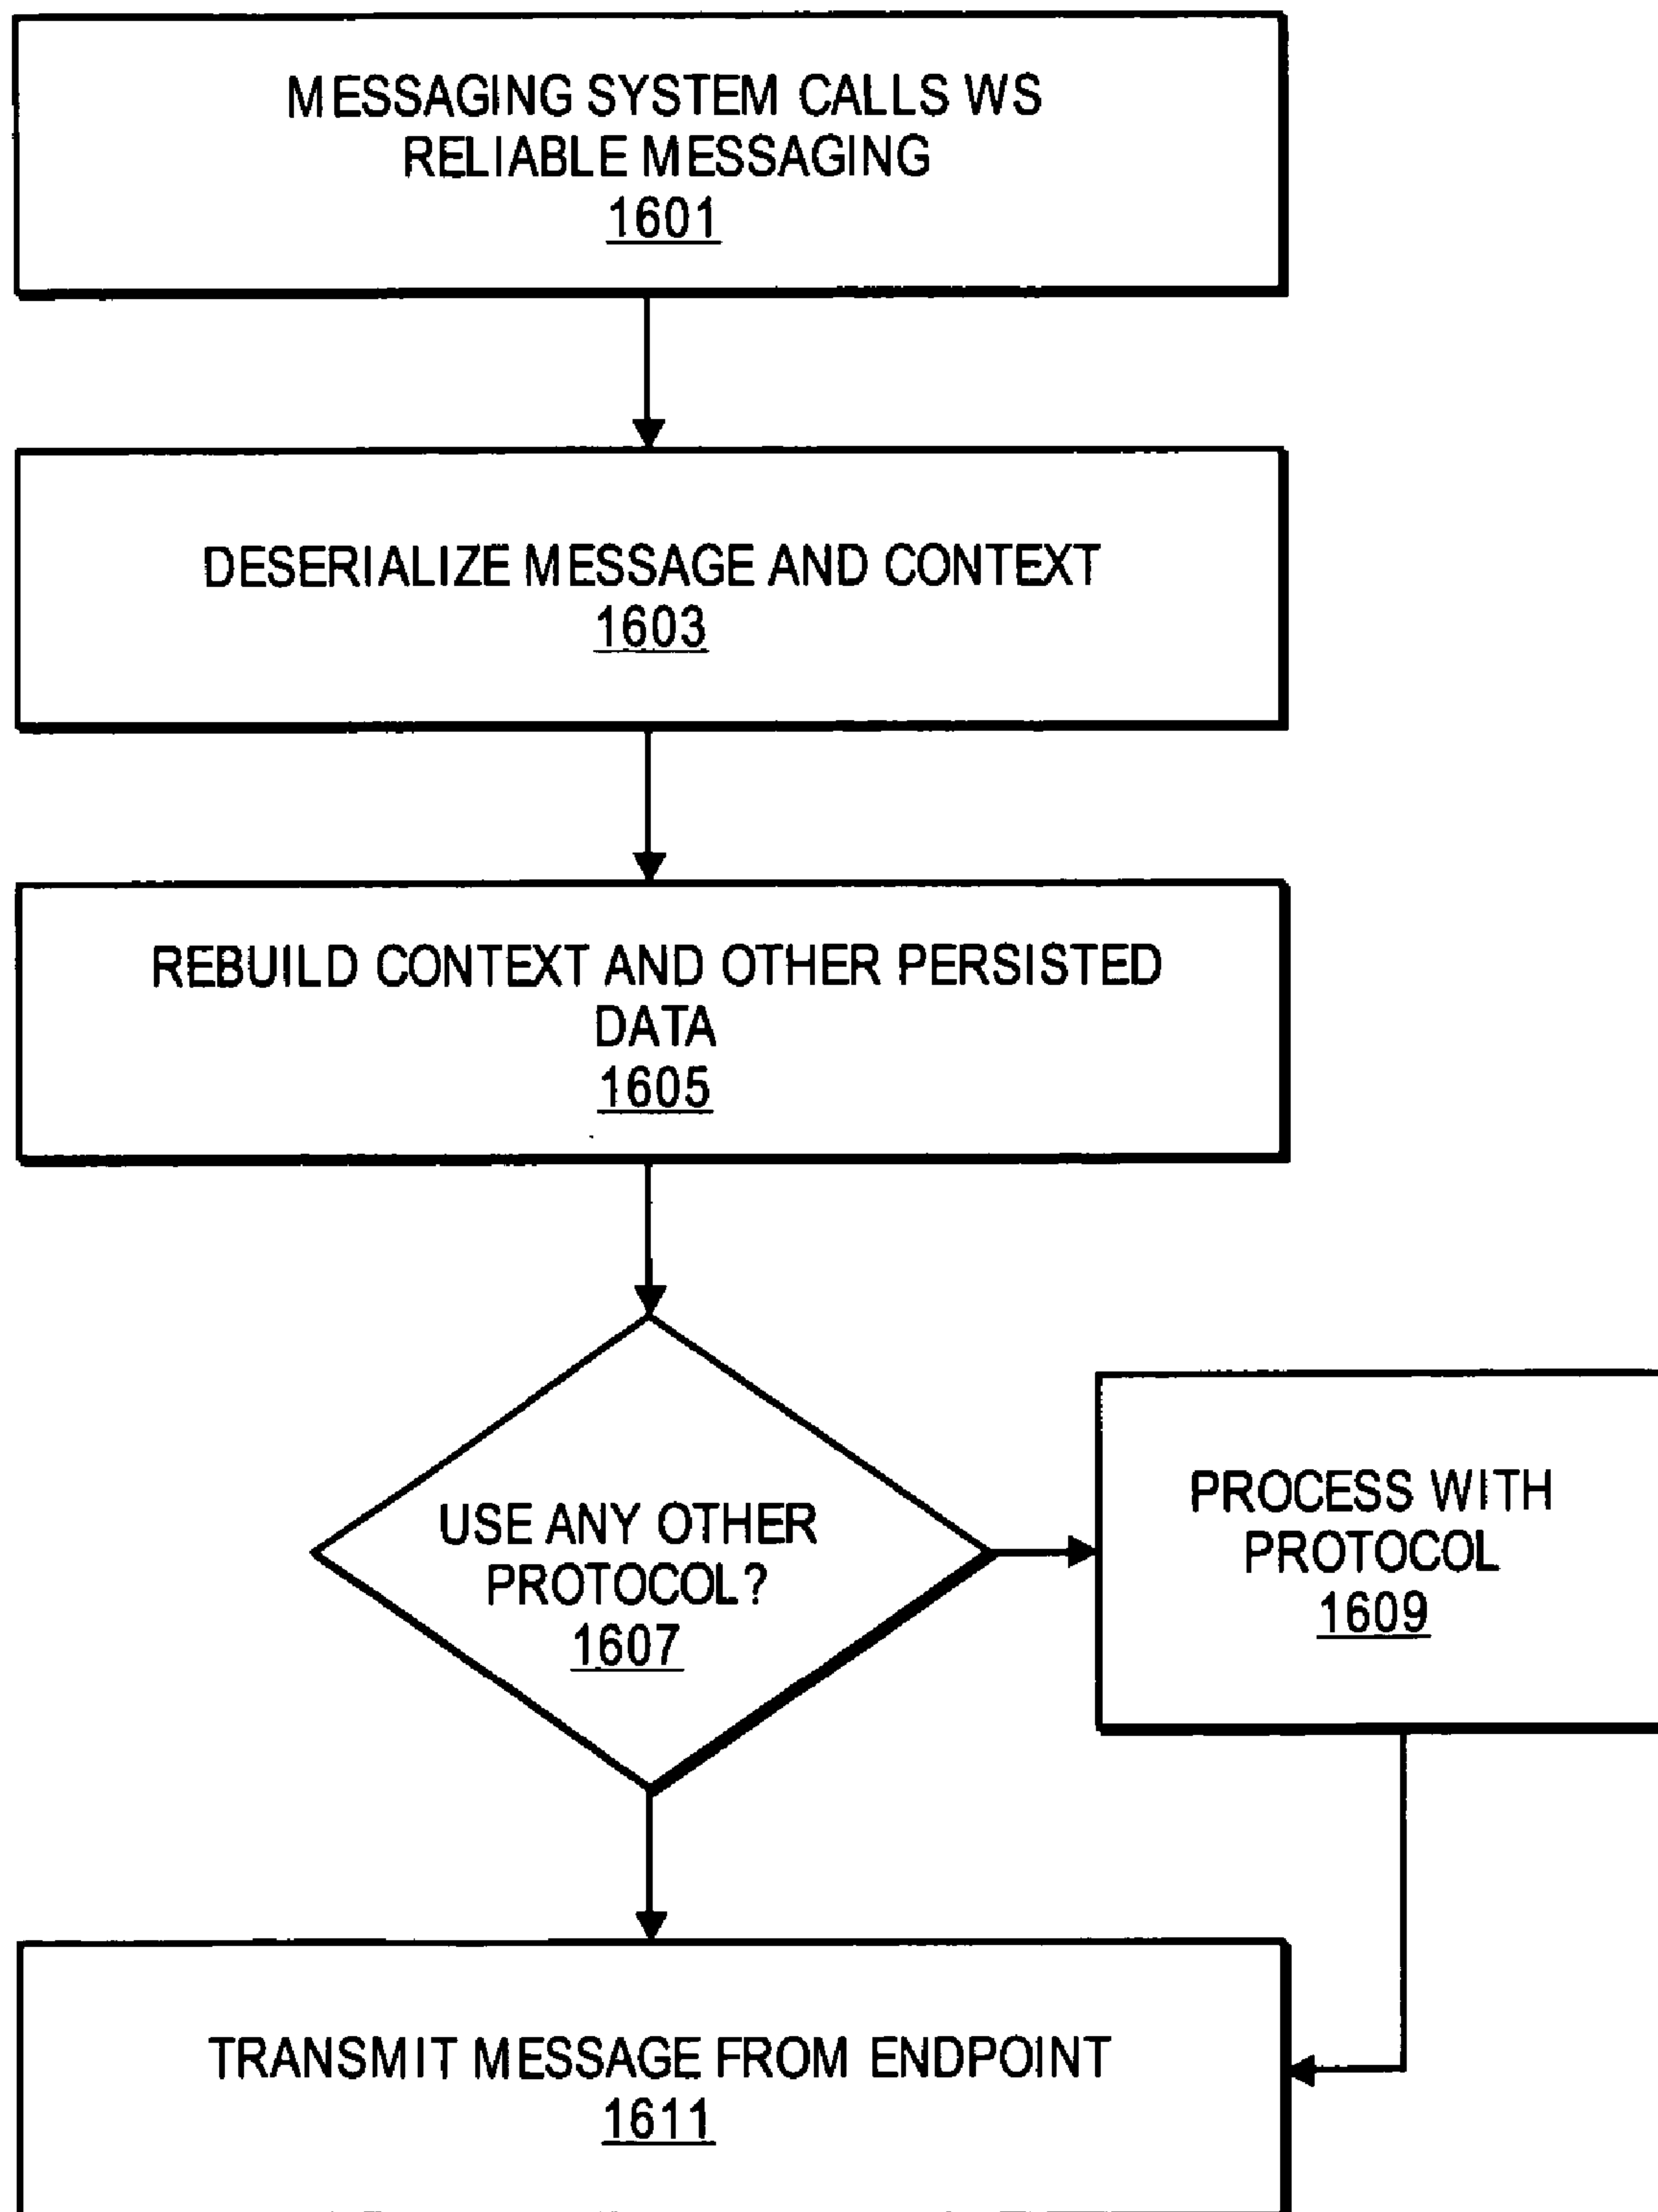 MESSAGING SYSTEM CALLS WS
RELIABLE MESSAGING
1601
DESERIALIZE MESSAGE AND CONTEXT
1603
REBUILD CONTEXT AND OTHER PERSISTED
DATA
1605
USE ANY OTHER
PROTOCOL?
1607
PROCESS WITH
PROTOCOL
1609
TRANSMIT MESSAGE FROM ENDPOINT
1611